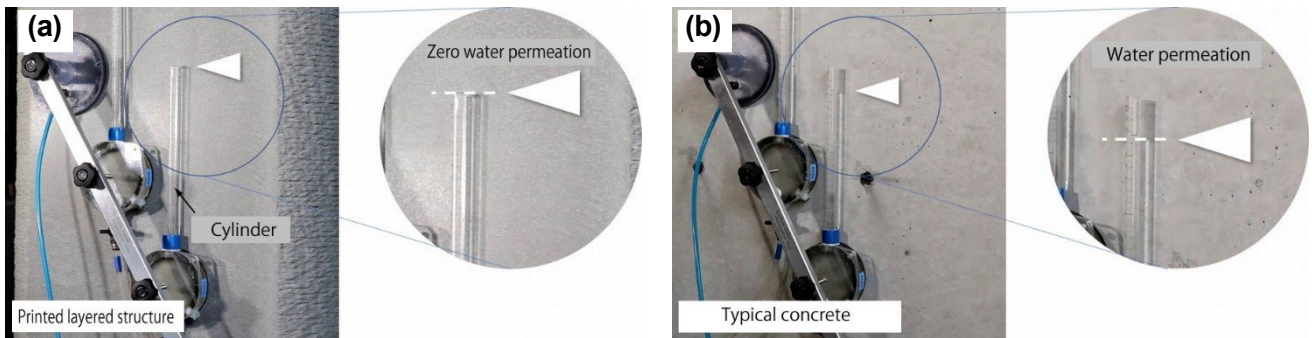 (a)
Zero water permeation
Cylinder
Printed layered structure
(b)
Water permeation
Typical concrete